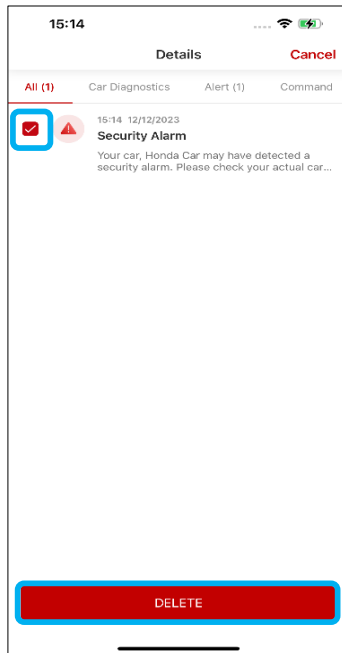 15:14
Details
Cancel
All (1)
Car Diagnostics
Alert (1)
Command
15:14 12/12/2023
Security Alarm
Your car, Honda Car may have detected a
security alarm. Please check your actual car...
DELETE